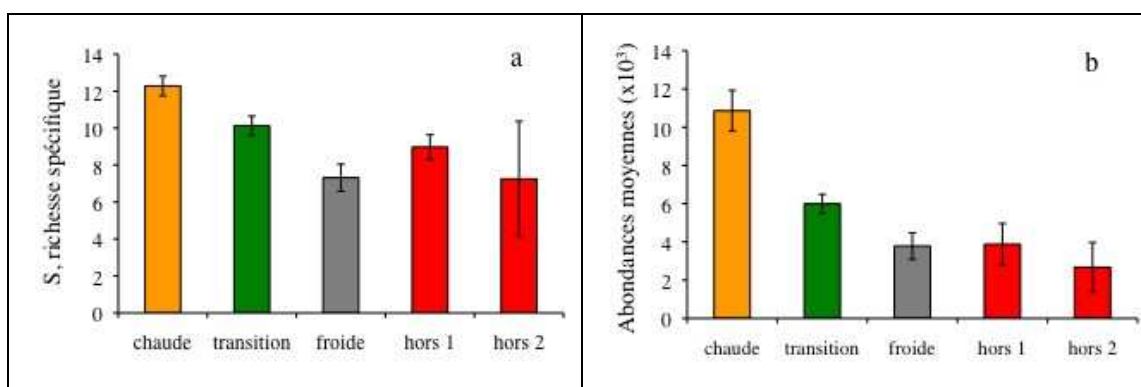 a
S, richesse spécifique
14
12
10
8
6
4
2
0
chaude transition froide hors 1 hors 2
b
Abondances moyennes (x10³)
14
12
10
8
6
4
2
0
chaude transition froide hors 1 hors 2